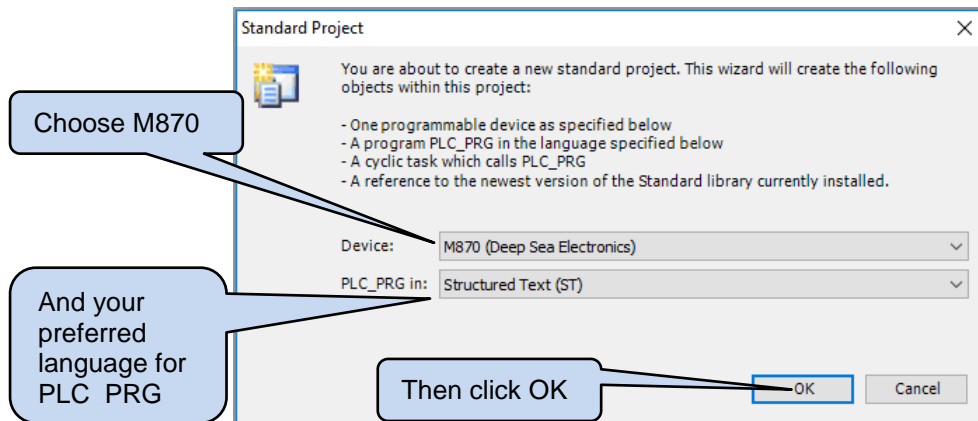 Standard Project
You are about to create a new standard project. This wizard will create the following
objects within this project:
- One programmable device as specified below
- A program PLC_PRG in the language specified below
- A cyclic task which calls PLC_PRG
- A reference to the newest version of the Standard library currently installed.
Choose M870
Device:
M870 (Deep Sea Electronics)
PLC_PRG in:
Structured Text (ST)
And your
preferred
language for
PLC PRG
Then click OK
OK
Cancel